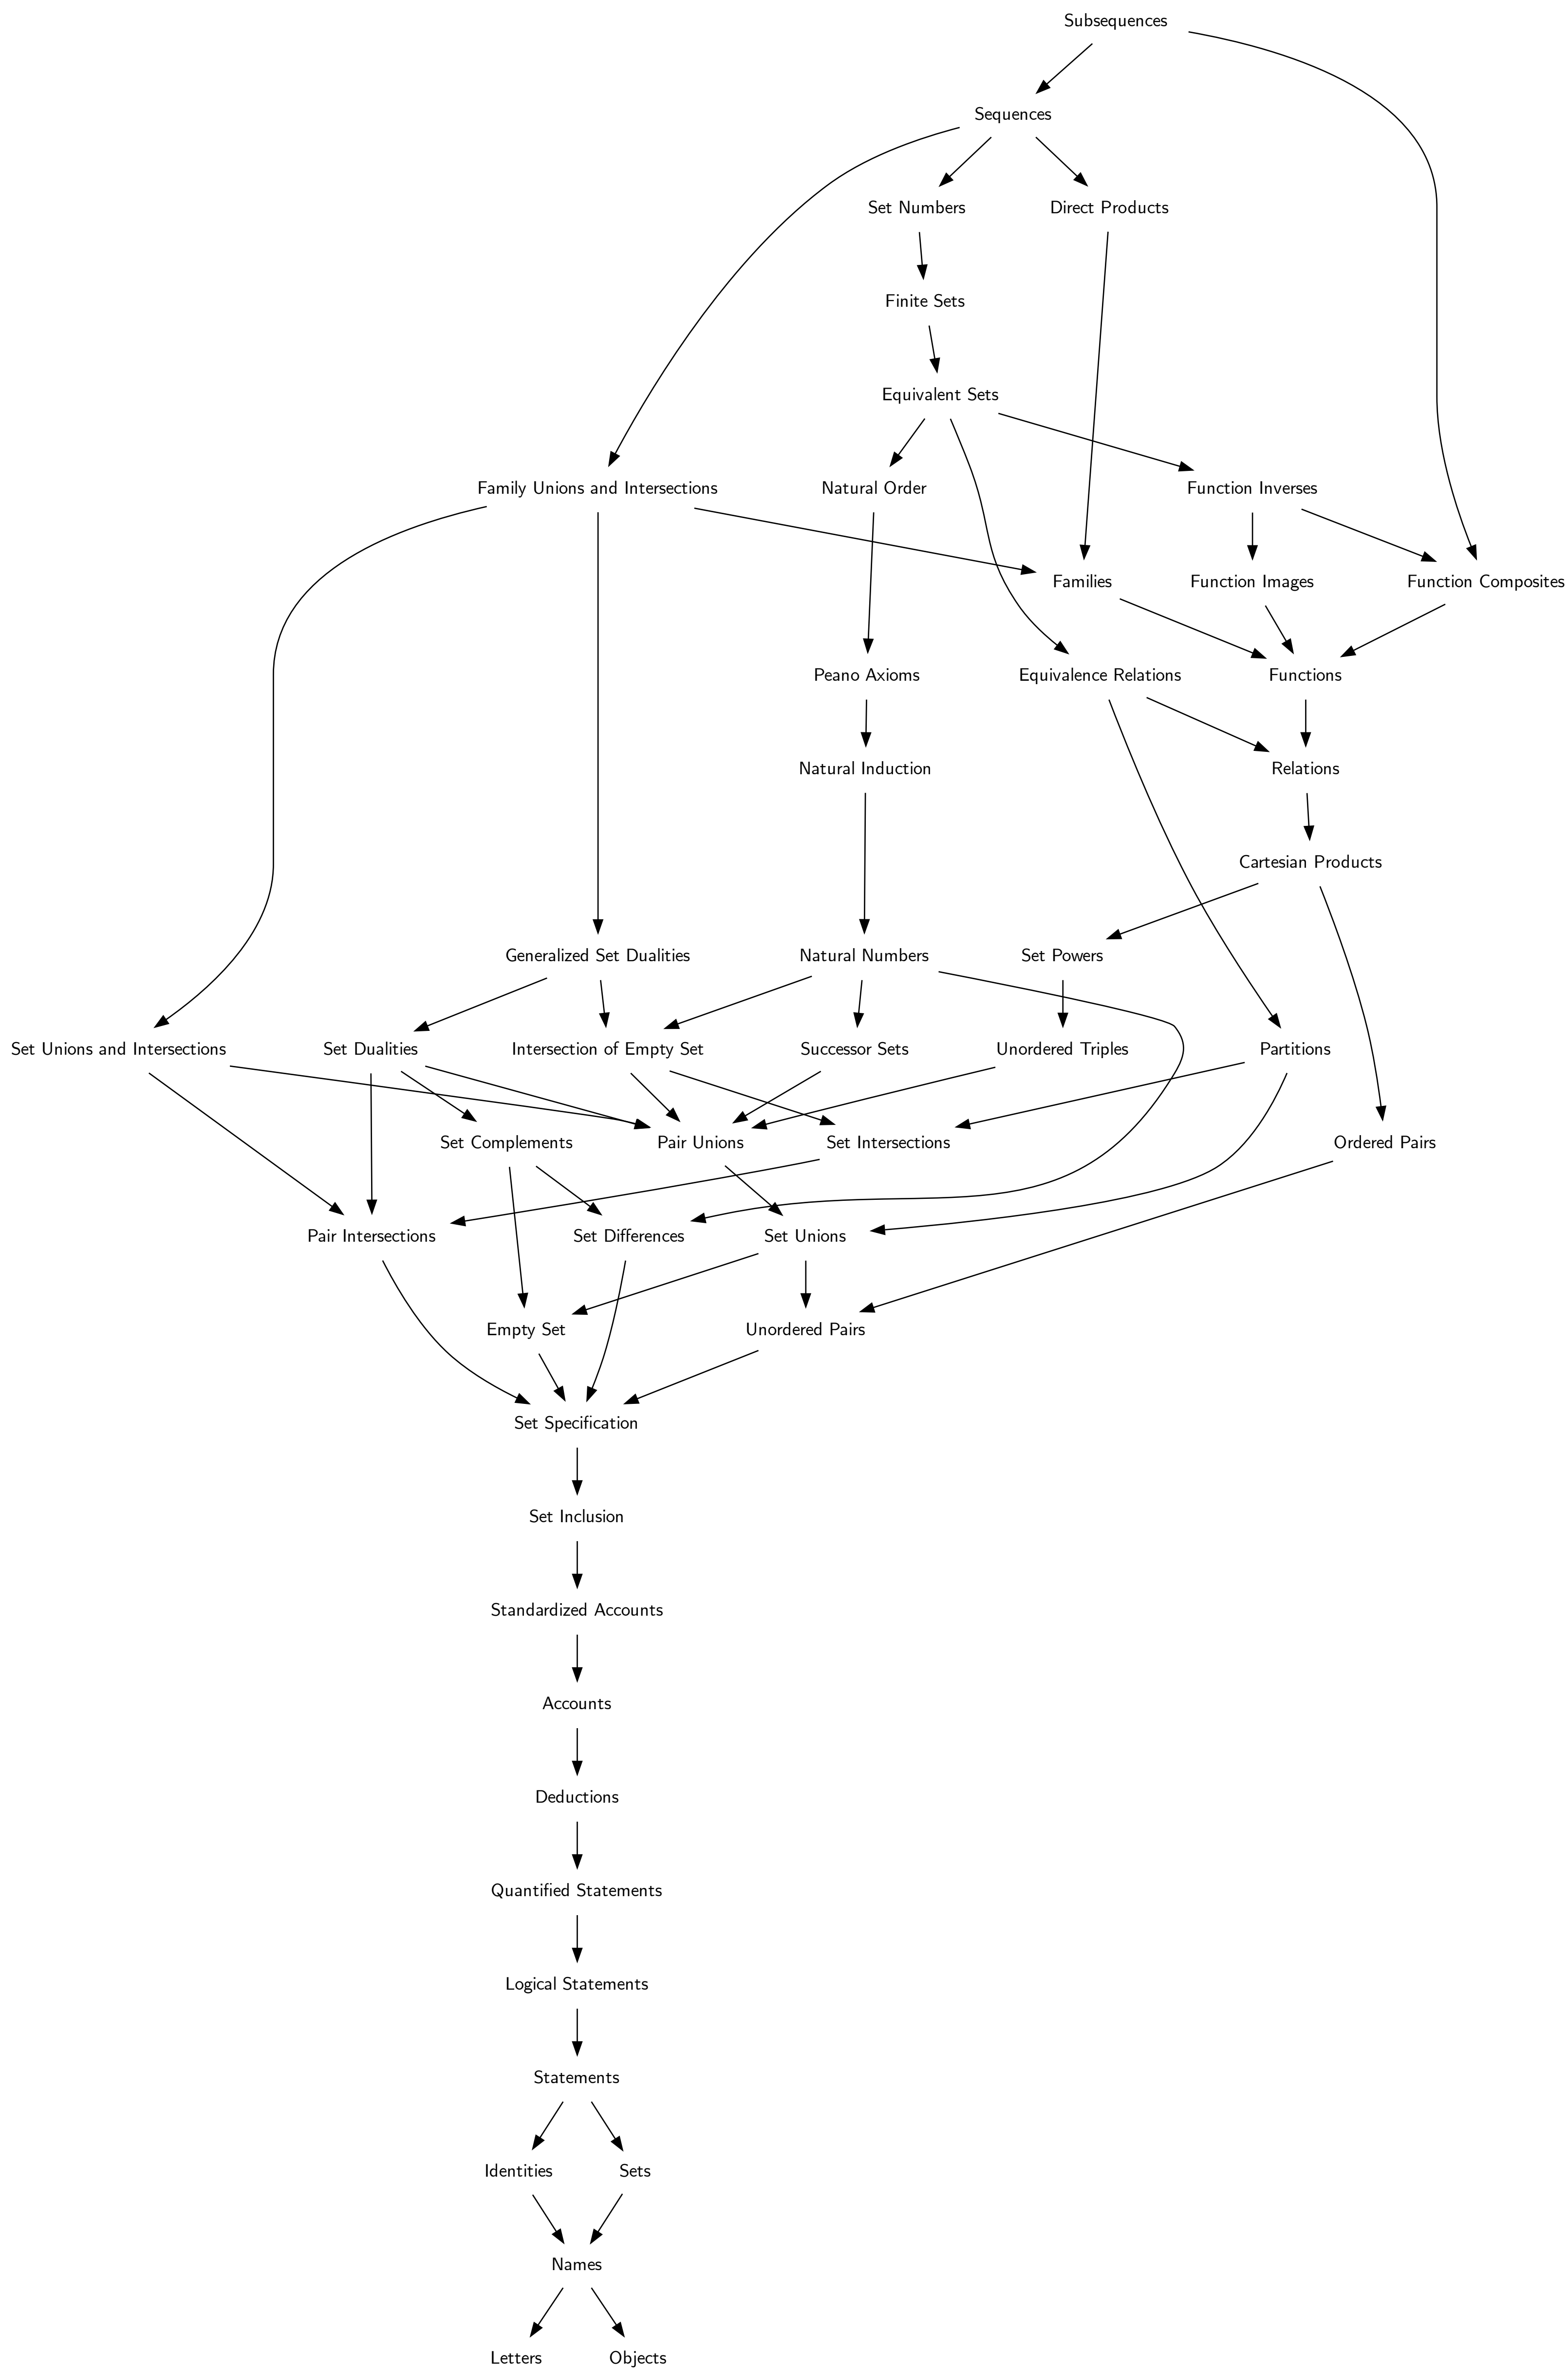 Subsequences
Sequences
Set Numbers
Direct Products
Finite Sets
Equivalent Sets
Family Unions and Intersections
Natural Order
Function Inverses
Families
Function Images
Function Composites
Peano Axioms
Equivalence Relations
Functions
Natural Induction
Relations
Cartesian Products
Generalized Set Dualities
Natural Numbers
Set Powers
Set Unions and Intersections
Set Dualities
Intersection of Empty Set
Successor Sets
Unordered Triples
Partitions
Set Complements
Pair Unions
Set Intersections
Ordered Pairs
Pair Intersections
Set Differences
Set Unions
Empty Set
Unordered Pairs
Set Specification
Set Inclusion
Standardized Accounts
Accounts
Deductions
Quantified Statements
Logical Statements
Statements
Identities
Sets
Names
Letters
Objects